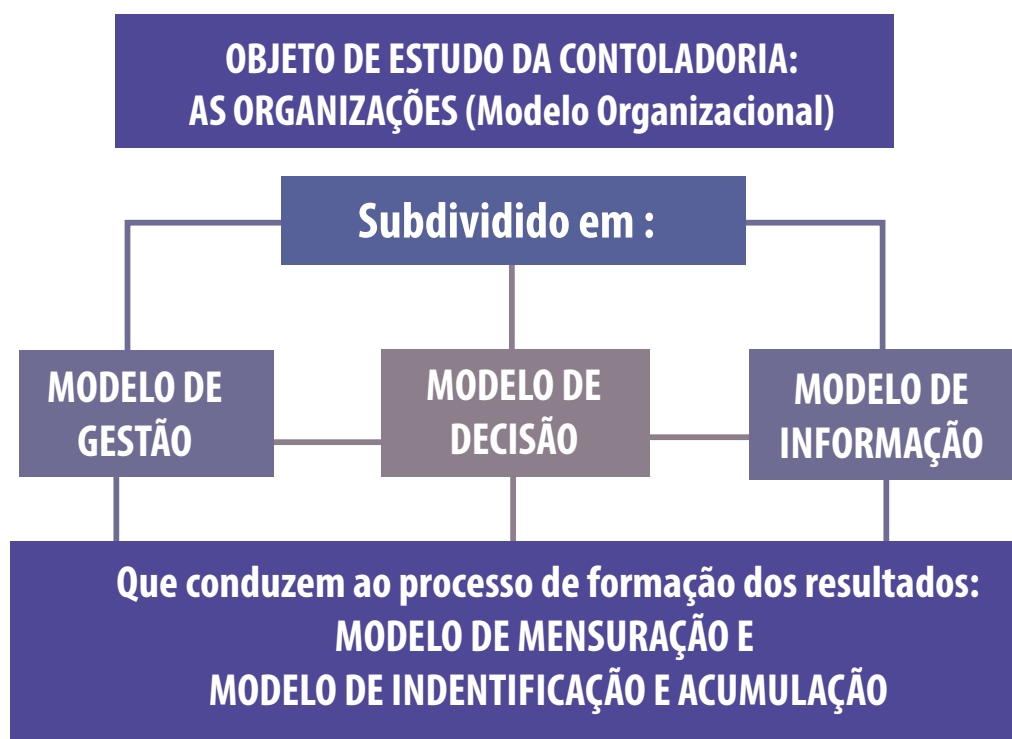 OBJETO DE ESTUDO DA CONTOLADORIA:
AS ORGANIZAÇÕES (Modelo Organizacional)
Subdividido em :
MODELO DE
GESTÃO
MODELO DE
DECISÃO
MODELO DE
INFORMAÇÃO
Que conduzem ao processo de formação dos resultados:
MODELO DE MENSURAÇÃO E
MODELO DE INDENTIFICAÇÃO E ACUMULAÇÃO